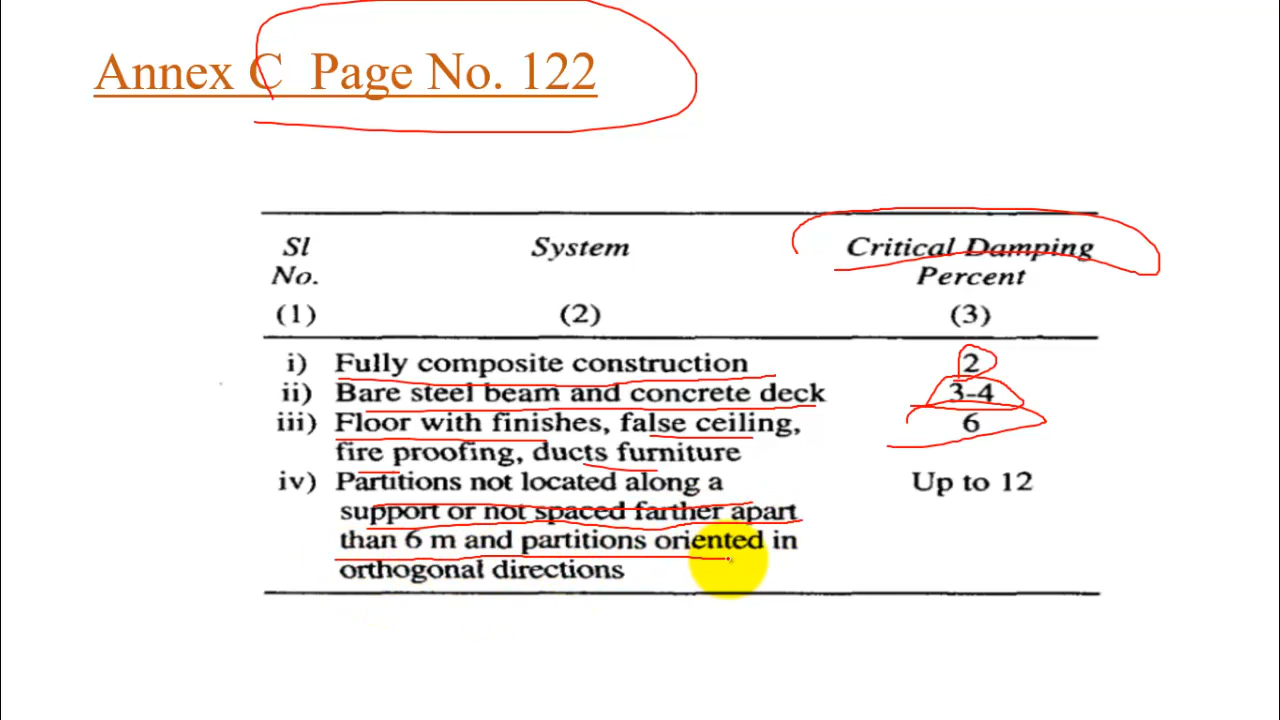 Annex C Page No. 122
Sl No. System Critical Damping Percent
(1) (2) (3)
i) Fully composite construction 2
ii) Bare steel beam and concrete deck 3-4
iii) Floor with finishes, false ceiling, 6
fire proofing, ducts furniture
iv) Partitions not located along a Up to 12
support or not spaced farther apart
than 6 m and partitions oriented in
orthogonal directions